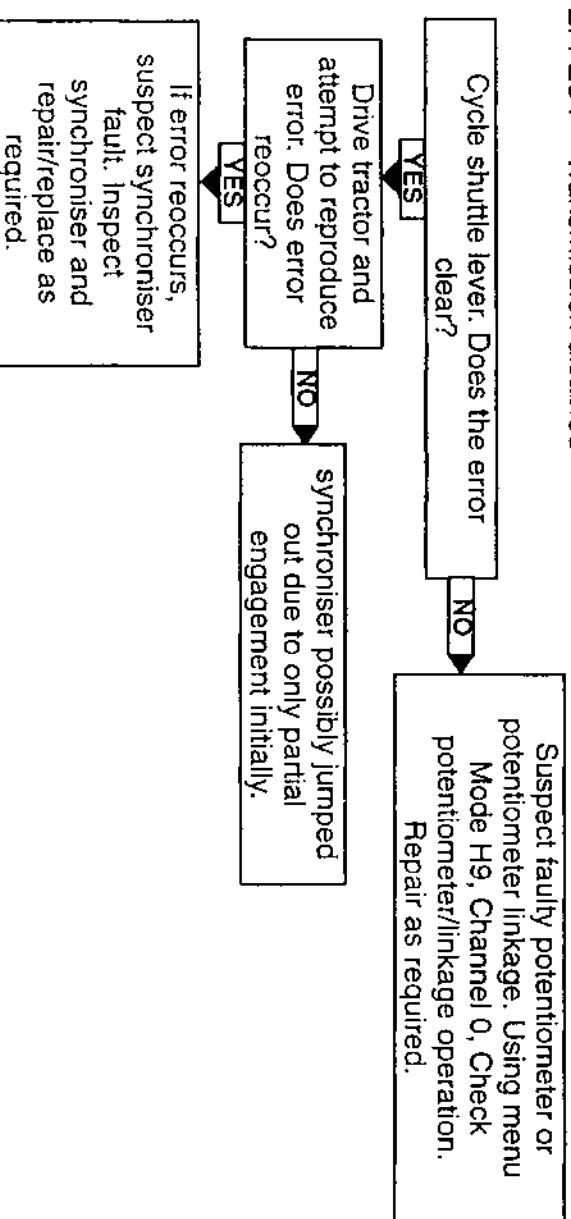 Cycle shuttle lever. Does the error
clear?
YES
NO
Suspect faulty potentiometer or
potentiometer linkage. Using menu
Mode H9, Channel 0, Check
potentiometer/linkage operation.
Repair as required.
Drive tractor and
attempt to reproduce
error. Does error
reoccur?
YES
NO
synchroniser possibly jumped
out due to only partial
engagement initially.
If error reoccurs,
suspect synchroniser
fault. Inspect
synchroniser and
repair/replace as
required.